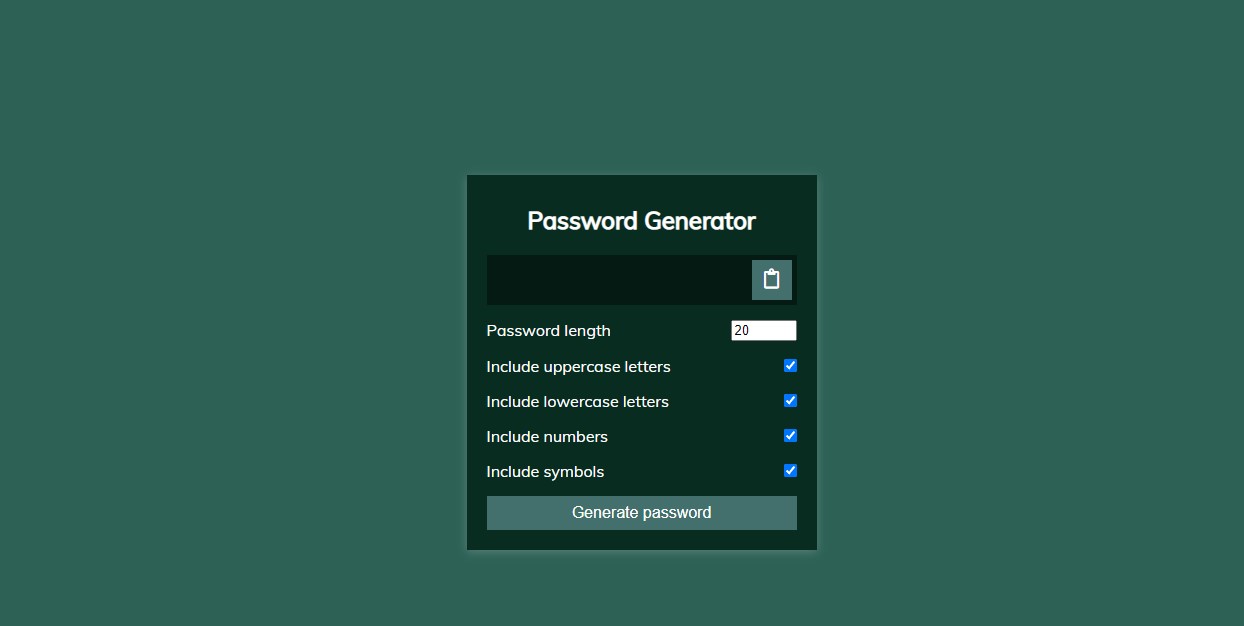 Password Generator
Password length 20
Include uppercase letters
Include lowercase letters
Include numbers
Include symbols
Generate password